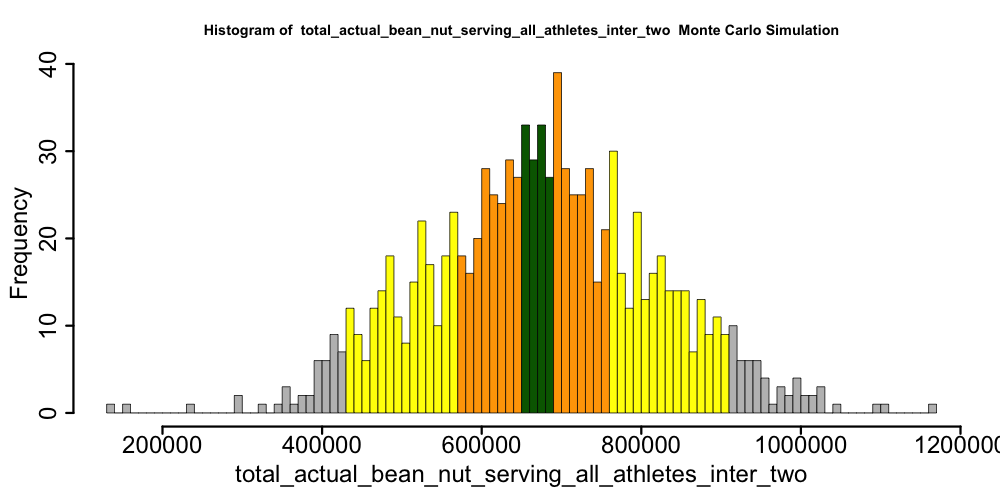 Histogram of total_actual_bean_nut_serving_all_athletes_inter_two Monte Carlo Simulation
40
30
20
10
0
Frequency
200000 400000 600000 800000 1000000 1200000
total_actual_bean_nut_serving_all_athletes_inter_two